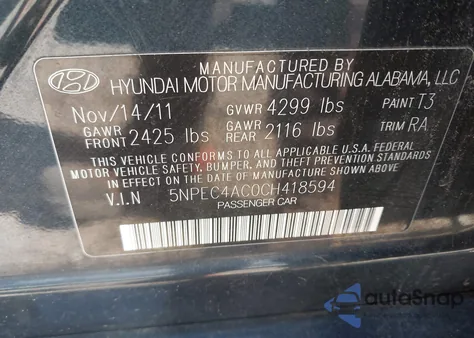 MANUFACTURED BY
HYUNDAI MOTOR MANUFACTURING ALABAMA, LLC
Nov/14/11 GVWR 4299 lbs PAINT T3
GAWR FRONT 2425 lbs GAWR REAR 2116 lbs TRIM RA
THIS VEHICLE CONFORMS TO ALL APPLICABLE U.S.A. FEDERAL
MOTOR VEHICLE SAFETY, BUMPER, AND THEFT PREVENTION STANDARDS
IN EFFECT ON THE DATE OF MANUFACTURE SHOWN ABOVE.
V.I.N 5NPEC4AC0CH418594
PASSENGER CAR
autoSnap